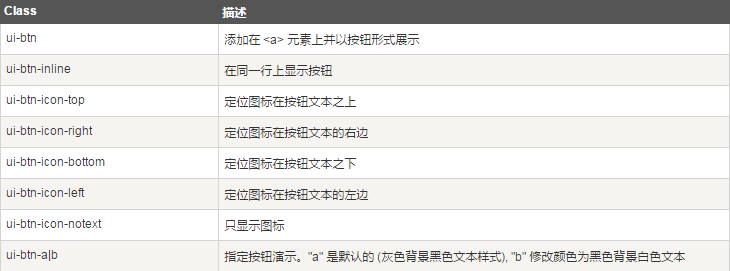 Class 描述
ui-btn 添加在 <a> 元素上并以按钮形式展示
ui-btn-inline 在同一行上显示按钮
ui-btn-icon-top 定位图标在按钮文本之上
ui-btn-icon-right 定位图标在按钮文本的右边
ui-btn-icon-bottom 定位图标在按钮文本之下
ui-btn-icon-left 定位图标在按钮文本的左边
ui-btn-icon-notext 只显示图标
ui-btn-a|b 指定按钮演示。"a" 是默认的 (灰色背景黑色文本样式), "b" 修改颜色为黑色背景白色文本